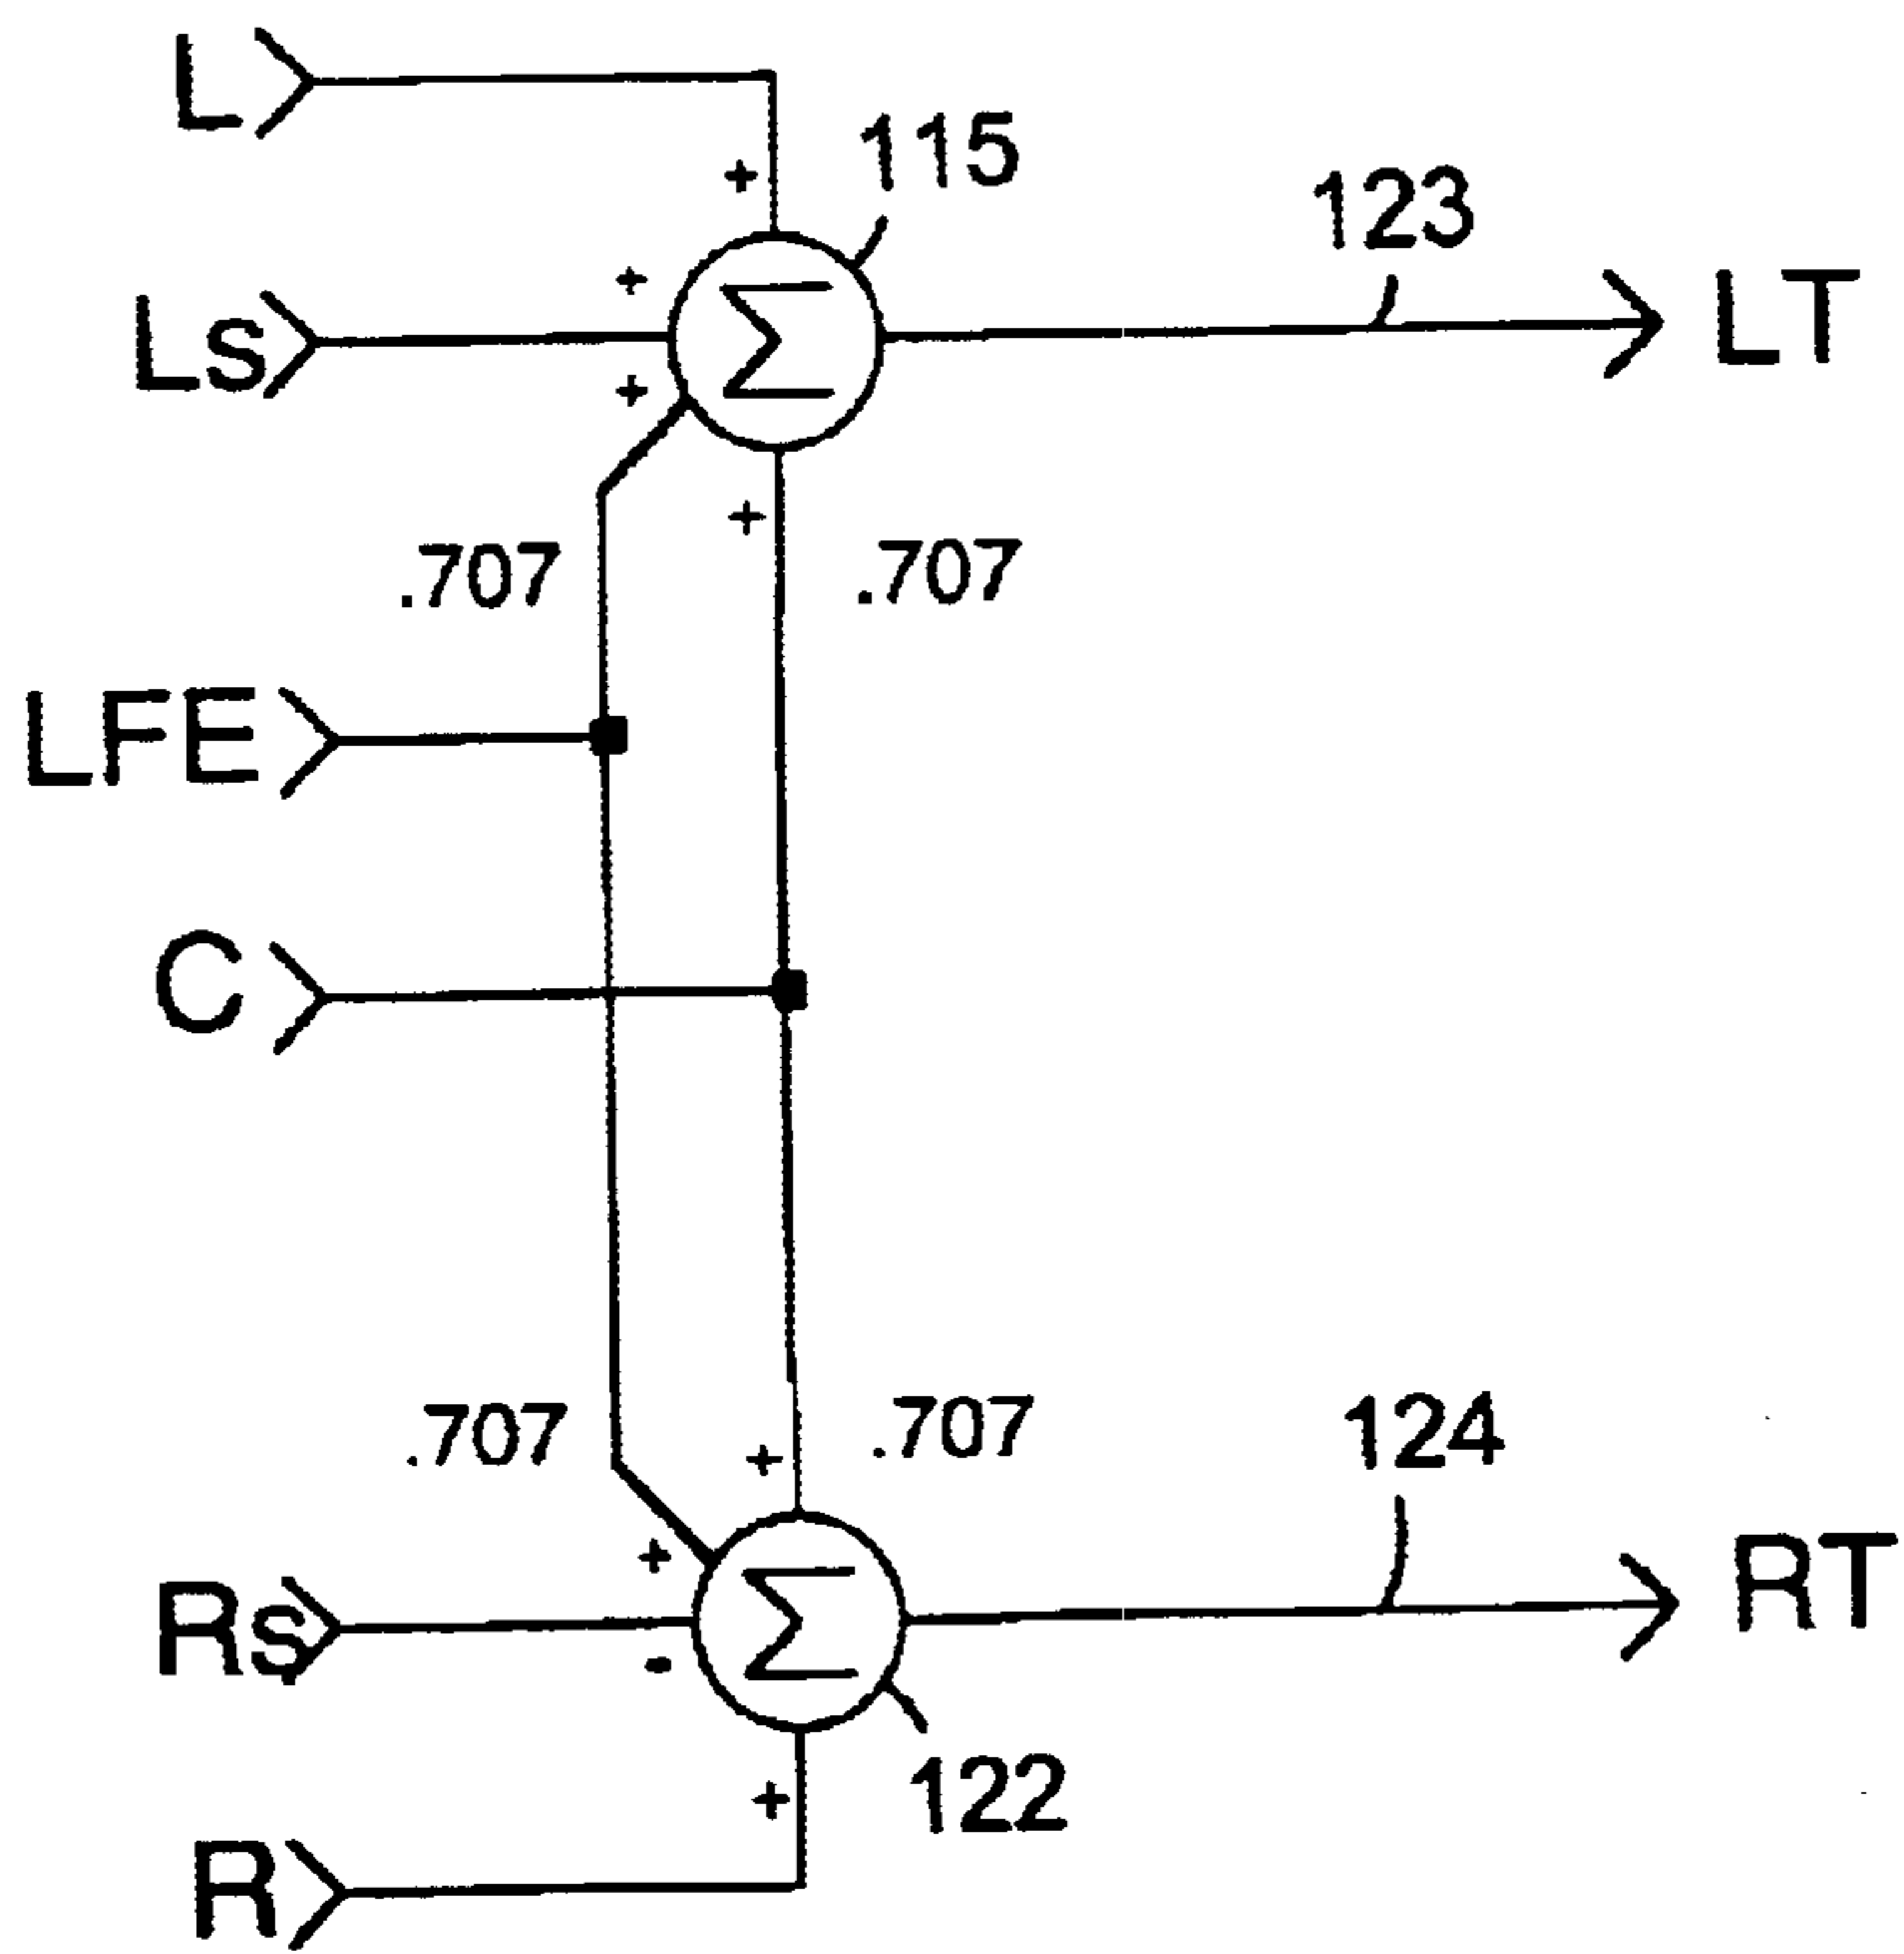 L
115
123
+
+
Ls
Σ
LT
+
+
.707
.707
LFE
C
.707
.707
124
+
+
Rs
Σ
RT
-
122
+
R